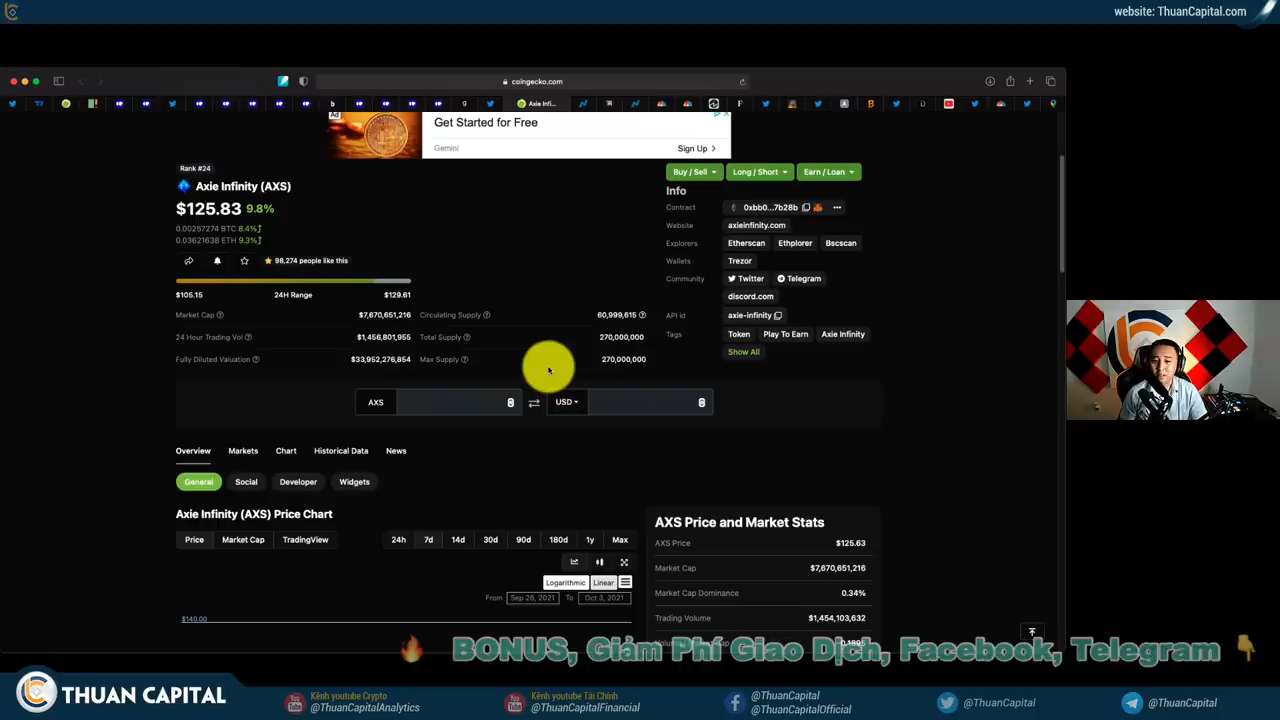 website: ThuanCapital.com
coingecko.com
Axie Infi...
Ad
Get Started for Free
Gemini
Sign Up
Rank #24
Axie Infinity (AXS)
$125.83 9.8%
0.00257274 BTC 8.4%
0.03621638 ETH 9.3%
98,274 people like this
$105.15 24H Range $129.61
Market Cap $7,670,651,216
Circulating Supply 60,999,615
24 Hour Trading Vol $1,456,801,955
Total Supply 270,000,000
Fully Diluted Valuation $33,952,276,854
Max Supply 270,000,000
Buy / Sell Long / Short Earn / Loan
Info
Contract 0xbb0...7b28b
Website axieinfinity.com
Explorers Etherscan Ethplorer Bscscan
Wallets Trezor
Community Twitter Telegram
discord.com
API id axie-infinity
Tags Token Play To Earn Axie Infinity
Show All
AXS USD
Overview Markets Chart Historical Data News
General Social Developer Widgets
Axie Infinity (AXS) Price Chart
Price Market Cap TradingView
24h 7d 14d 30d 90d 180d 1y Max
Logarithmic Linear
From Sep 26, 2021 To Oct 3, 2021
$140.00
AXS Price and Market Stats
AXS Price $125.63
Market Cap $7,670,651,216
Market Cap Dominance 0.34%
Trading Volume $1,454,103,632
BONUS, Giảm Phí Giao Dịch, Facebook, Telegram
THUAN CAPITAL
Kênh youtube Crypto
@ThuanCapitalAnalytics
Kênh youtube Tài Chính
@ThuanCapitalFinancial
@ThuanCapital
@ThuanCapitalOfficial
@ThuanCapital
@ThuanCapital